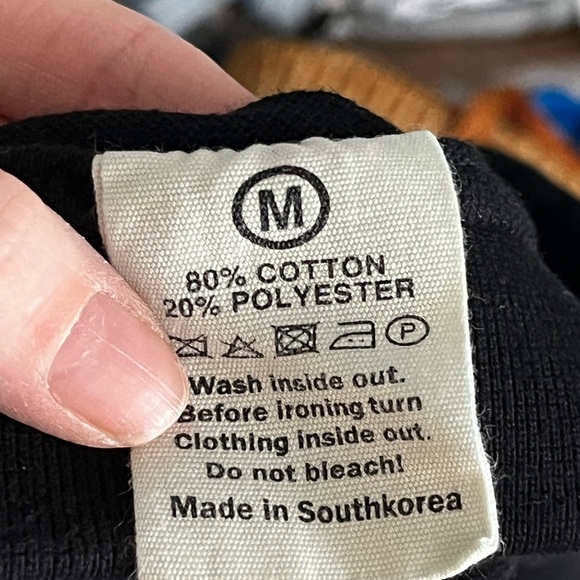 M
80% COTTON
20% POLYESTER
P
Wash inside out.
Before ironing turn
Clothing inside out.
Do not bleach!
Made in Southkorea